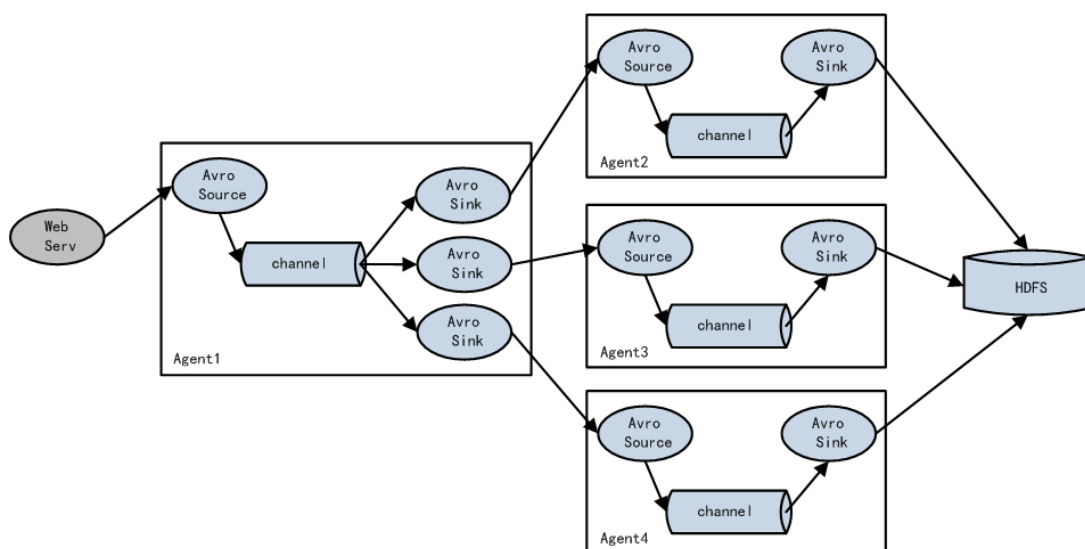 Web
Serv
Avro
Source
channel
Avro
Sink
Avro
Sink
Avro
Sink
Agent1
Avro
Source
channel
Avro
Sink
Agent2
Avro
Source
channel
Avro
Sink
Agent3
Avro
Source
channel
Avro
Sink
Agent4
HDFS